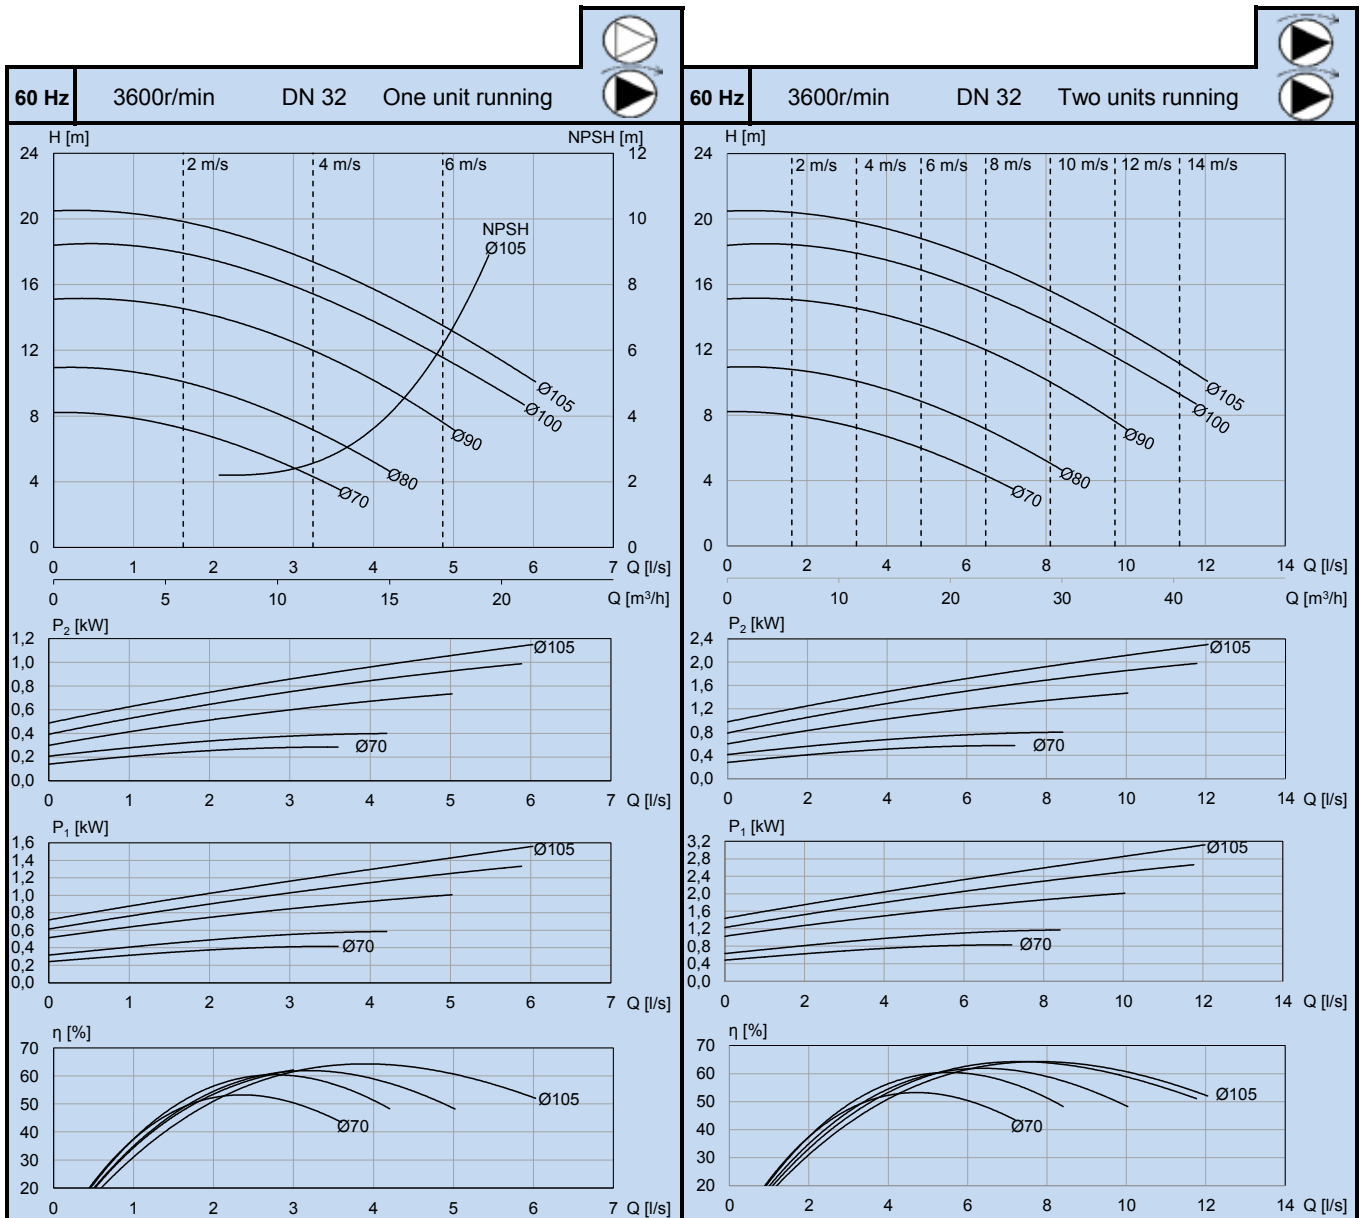 60 Hz 3600r/min DN 32 One unit running
H [m] NPSH [m]
24 12
2 m/s 4 m/s 6 m/s
20 10
NPSH
Ø105
16 8
12 6
Ø105
Ø100
8 4
Ø90
Ø80
4 2
Ø70
0 0
0 1 2 3 4 5 6 7 Q [l/s]
0 5 10 15 20 Q [m³/h]
P₂ [kW]
1,2
Ø105
1,0
0,8
0,6
0,4
Ø70
0,2
0,0
0 1 2 3 4 5 6 7 Q [l/s]
P₁ [kW]
1,6
Ø105
1,4
1,2
1,0
0,8
0,6
0,4
Ø70
0,2
0,0
0 1 2 3 4 5 6 7 Q [l/s]
η [%]
70
60
50
Ø105
40
Ø70
30
20
0 1 2 3 4 5 6 7 Q [l/s]
60 Hz 3600r/min DN 32 Two units running
H [m]
24
2 m/s 4 m/s 6 m/s 8 m/s 10 m/s 12 m/s 14 m/s
20
16
12
Ø105
Ø100
8
Ø90
Ø80
4
Ø70
0
0 2 4 6 8 10 12 14 Q [l/s]
0 10 20 30 40 Q [m³/h]
P₂ [kW]
2,4
Ø105
2,0
1,6
1,2
0,8
Ø70
0,4
0,0
0 2 4 6 8 10 12 14 Q [l/s]
P₁ [kW]
3,2
Ø105
2,8
2,4
2,0
1,6
1,2
0,8
Ø70
0,4
0,0
0 2 4 6 8 10 12 14 Q [l/s]
η [%]
70
60
50
Ø105
40
Ø70
30
20
0 2 4 6 8 10 12 14 Q [l/s]